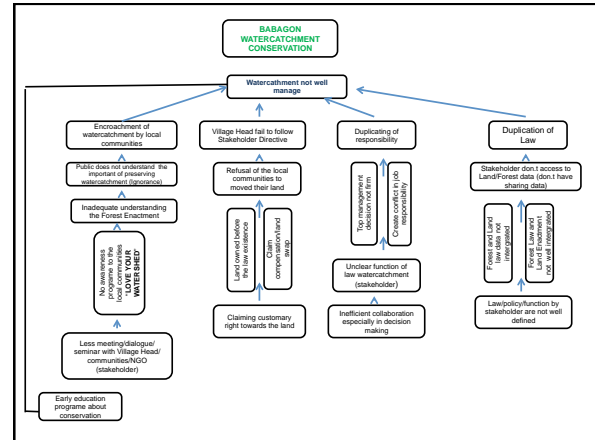 BABAGON
WATERCATCHMENT
CONSERVATION
Watercathment not well
manage
Encroachment of
watercatchment by local
communities
Public does not understand the
important of preserving
watercatchment (Ignorance)
Inadequate understanding
the Forest Enactment
No awareness
programe to the
local communities
"LOVE YOUR
WATERSHED"
Less meeting/dialogue/
seminar with Village Head/
communities/NGO
(stakeholder)
Early education
programe about
conservation
Village Head fail to follow
Stakeholder Directive
Refusal of the local
communities to
moved their land
Land owned before
the law existence
Claim
compensation/land
swap
Claiming customary
right towards the land
Duplicating of
responsibility
Top management
decision not firm
Create conflict in job
responsibility
Unclear function of
law watercatchment
(stakeholder)
Inefficient collaboration
especially in decision
making
Duplication of
Law
Stakeholder don,t access to
Land/Forest data (don,t have
sharing data)
Forest and Land
law data not
intergrated
Forest Law and
Land Enactment
not well intergrated
Law/policy/function by
stakeholder are not well
defined